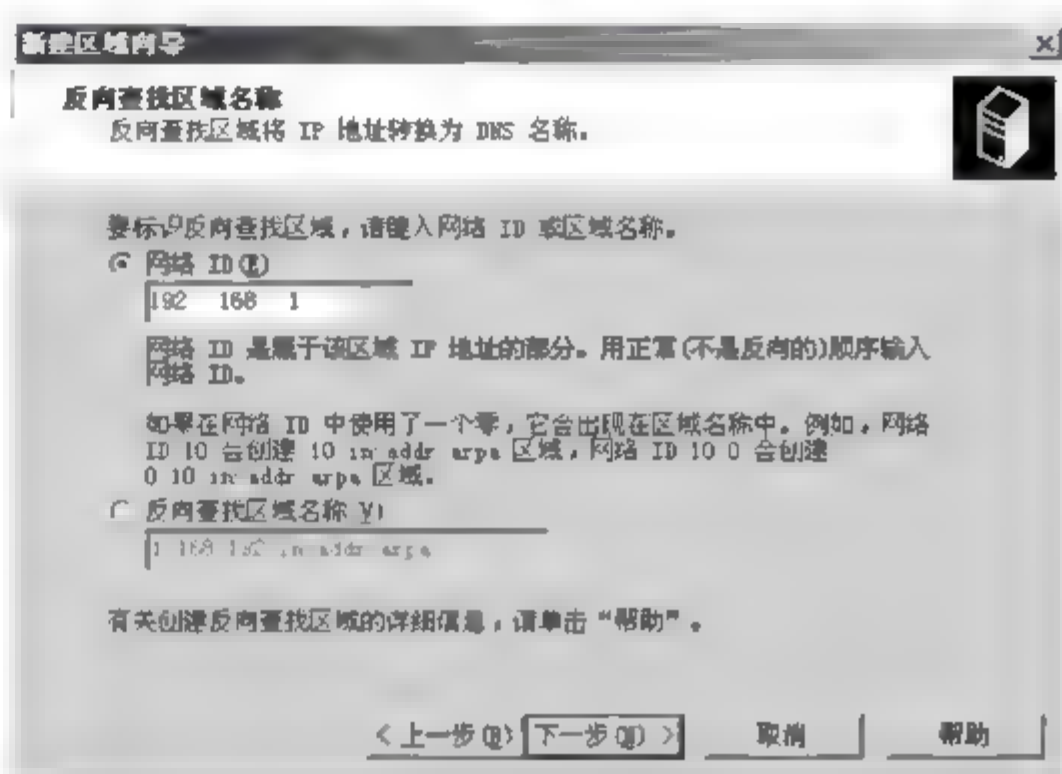 新建区域向导
反向查找区域名称
反向查找区域将 IP 地址转换为 DNS 名称。
要标识反向查找区域，请键入网络 ID 或区域名称。
网络 ID(E)
192 168 1
网络 ID 是属于该区域 IP 地址的部分。用正常(不是反向的)顺序输入
网络 ID。
如果在网络 ID 中使用了一个零，它会出现在区域名称中。例如，网络
ID 10 会创建 10 in-addr arpa 区域，网络 ID 10 0 会创建
0 10 in-addr arpa 区域。
反向查找区域名称 V)
1 168 192 in addr arpa
有关创建反向查找区域的详细信息，请单击“帮助”。
< 上一步(B) 下一步(N) > 取消 帮助